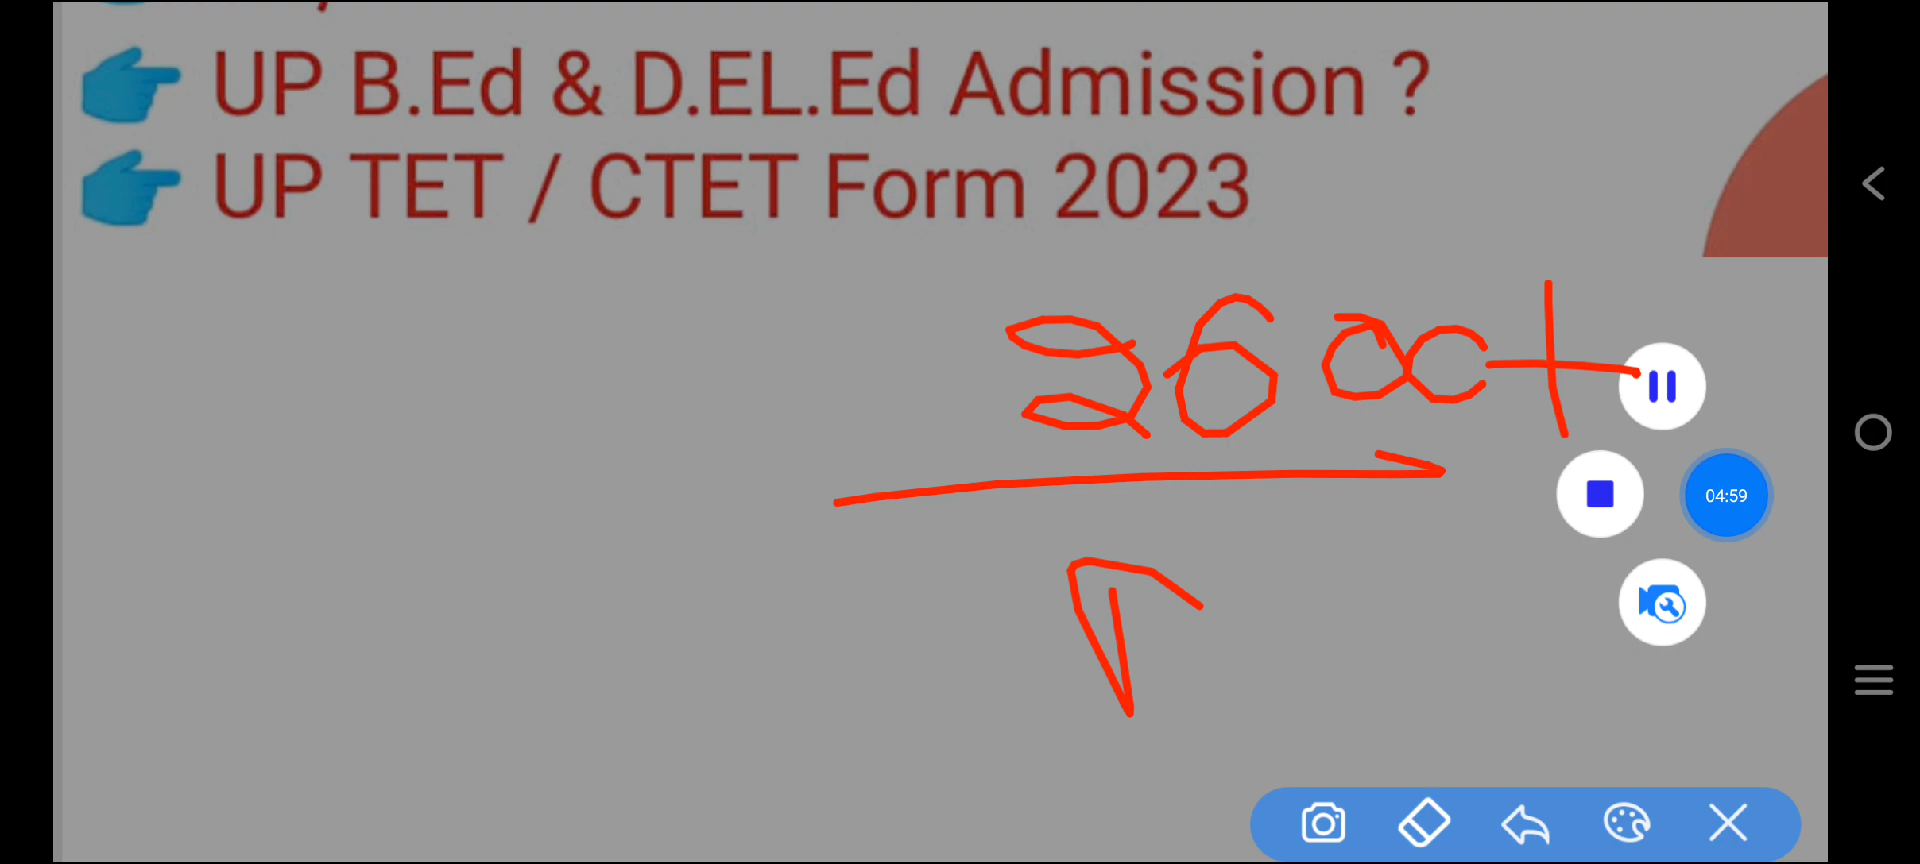 UP B.Ed & D.EL.Ed Admission ?
UP TET / CTET Form 2023
26 oct
04:59